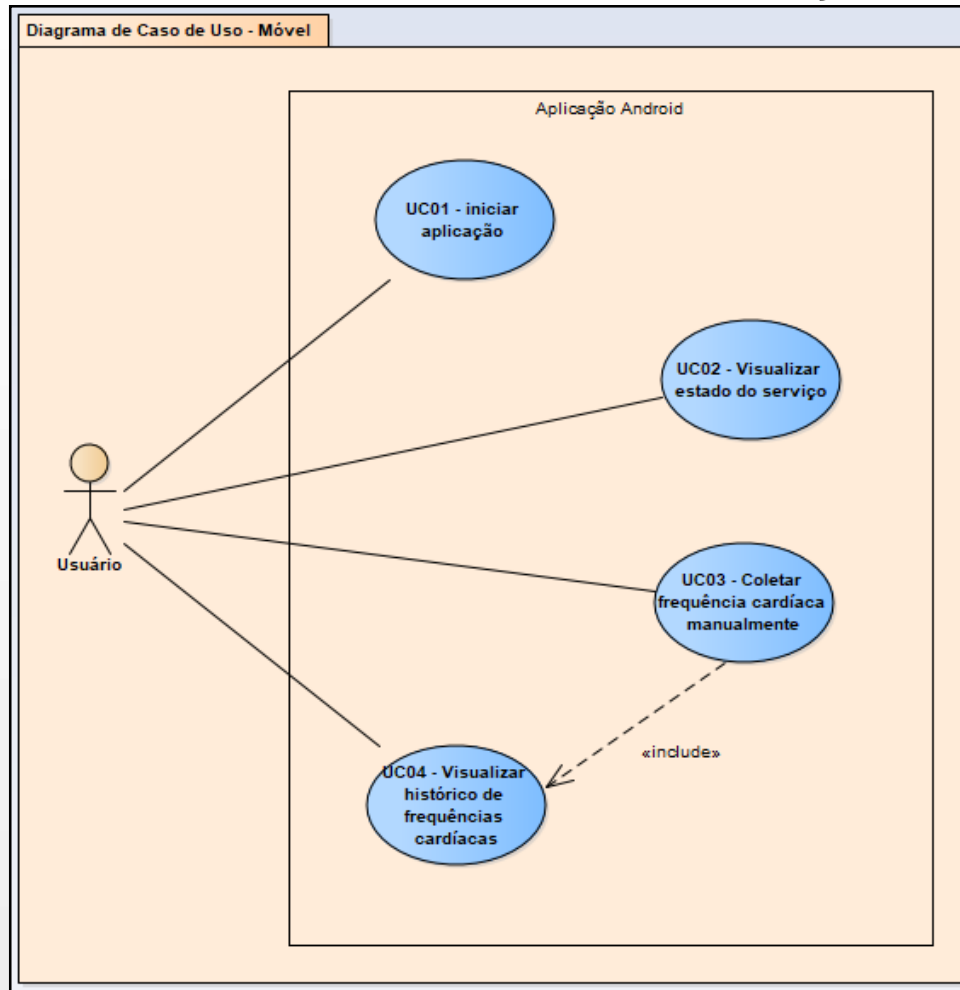 Diagrama de Caso de Uso - Móvel
Aplicação Android
UC01 - iniciar
aplicação
UC02 - Visualizar
estado do serviço
Usuário
UC03 - Coletar
frequência cardíaca
manualmente
«include»
UC04 - Visualizar
histórico de
frequências
cardíacas